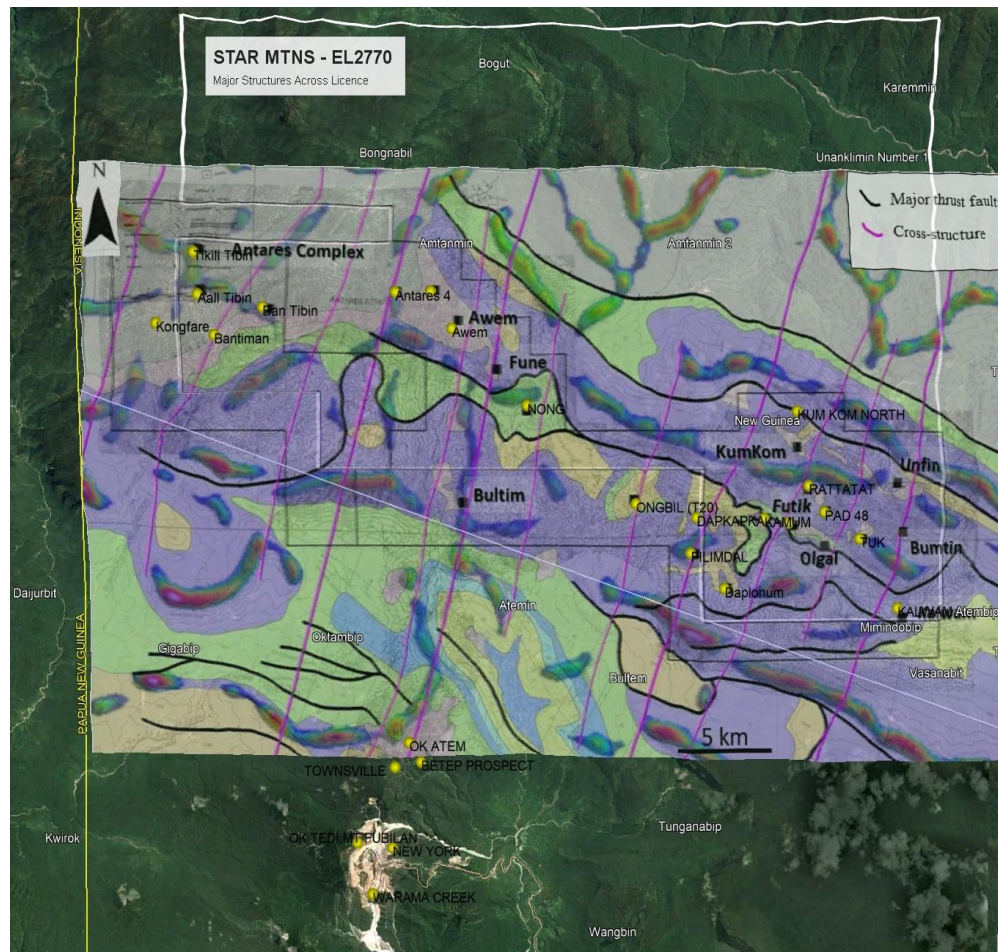 STAR MTNS - EL2770
Major Structures Across Licence
Bogut
Karemmin
Bongnabil
Unanklimin Number 1
N
Major thrust fault
Cross-structure
INDONESIA
PAPUA NEW GUINEA
Tikili Tibin
Antares Complex
Amtanmin
Amtanmin 2
Aall Tibin
Ban Tibin
Antares 4
Kongfare
Bantiman
Awem
Awem
Fune
NONG
KUM KOM NORTH
New Guinea
KumKom
Unfin
RATTATAT
Bultim
ONGBIL (T20)
Futik
PAD 48
DAPKAPKAKAMUM
TUK
Bumtin
FILIMDAL
Olgal
Daplonum
Daijurbit
Afemin
KALWAN
Atembip
Mimindobip
Oktambip
Gigabip
Vasanabit
Bultem
5 km
OK ATEM
BETEP PROSPECT
TOWNSVILLE
Kwirok
OK TEDI,MT FUBILAN
NEW YORK
Tunganabip
WARAMA CREEK
Wangbin